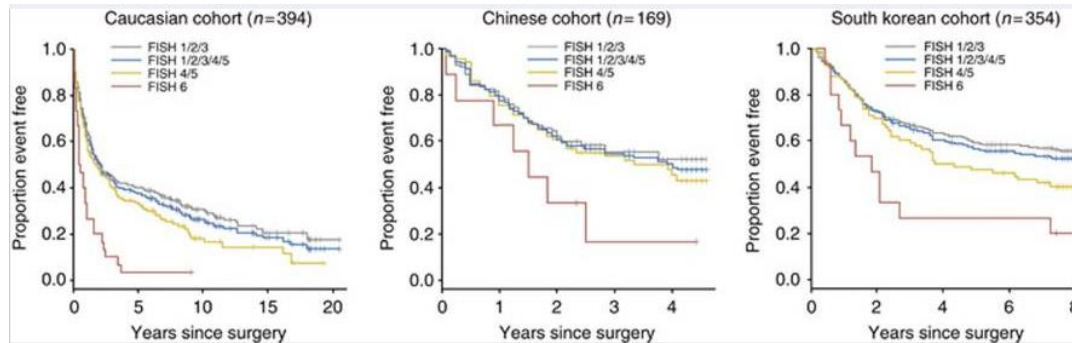 Caucasian cohort (n=394)
Proportion event free
1.0
0.8
0.6
0.4
0.2
0.0
FISH 1/2/3
FISH 1/2/3/4/5
FISH 4/5
FISH 6
0 5 10 15 20
Years since surgery
Chinese cohort (n=169)
Proportion event free
1.0
0.8
0.6
0.4
0.2
0.0
FISH 1/2/3
FISH 1/2/3/4/5
FISH 4/5
FISH 6
0 1 2 3 4
Years since surgery
South korean cohort (n=354)
Proportion event free
1.0
0.8
0.6
0.4
0.2
0.0
FISH 1/2/3
FISH 1/2/3/4/5
FISH 4/5
FISH 6
0 2 4 6 8
Years since surgery